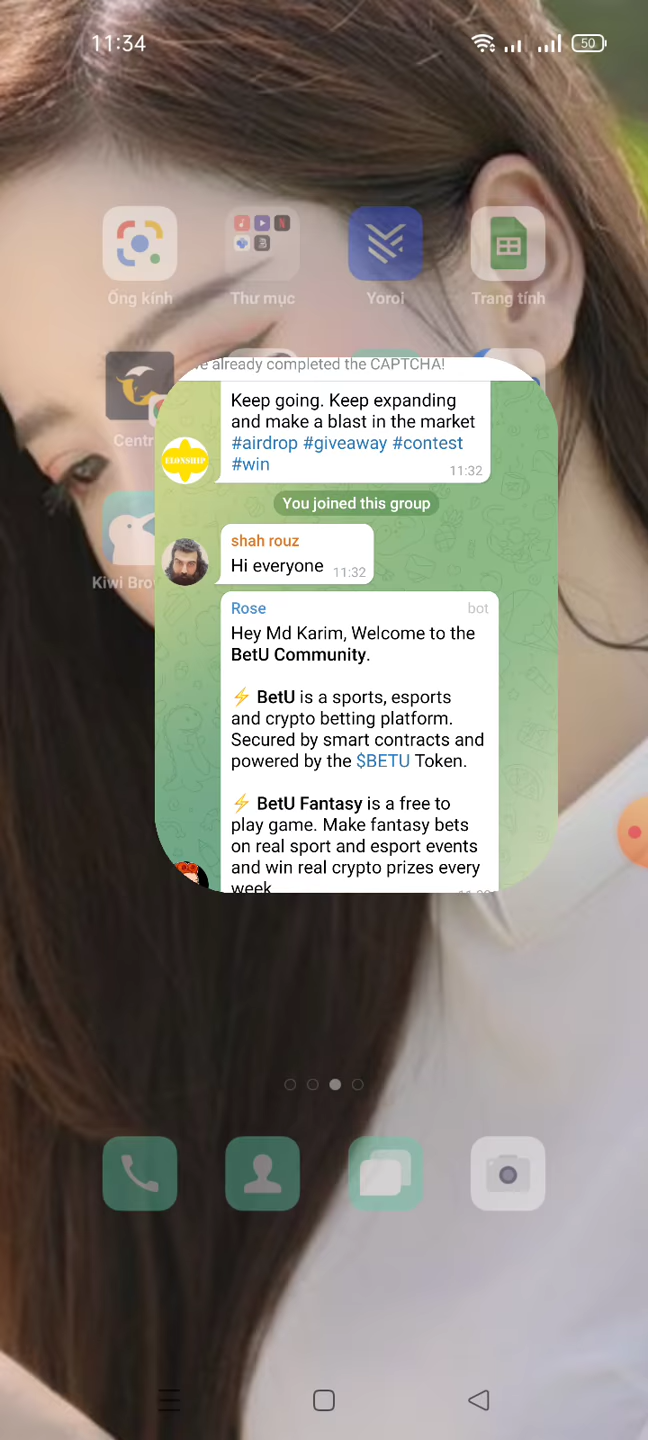 11:34
50
Ống kính
Thư mục
Yoroi
Trang tính
already completed the CAPTCHA!
Keep going. Keep expanding
and make a blast in the market
#airdrop #giveaway #contest
#win
11:32
ELONSHIP
You joined this group
shah rouz
Hi everyone
11:32
Rose
bot
Hey Md Karim, Welcome to the
BetU Community.
⚡ BetU is a sports, esports
and crypto betting platform.
Secured by smart contracts and
powered by the $BETU Token.
⚡ BetU Fantasy is a free to
play game. Make fantasy bets
on real sport and esport events
and win real crypto prizes every
week
Centr
Kiwi Bro